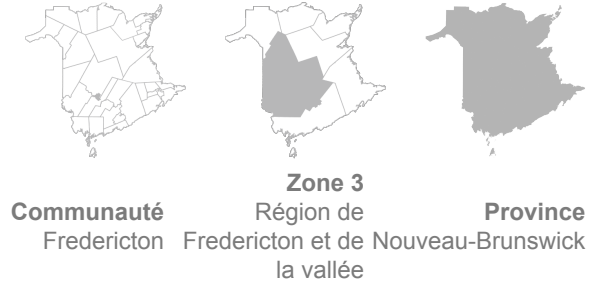 Communauté
Fredericton
Zone 3
Région de
Fredericton et de
la vallée
Province
Nouveau-Brunswick